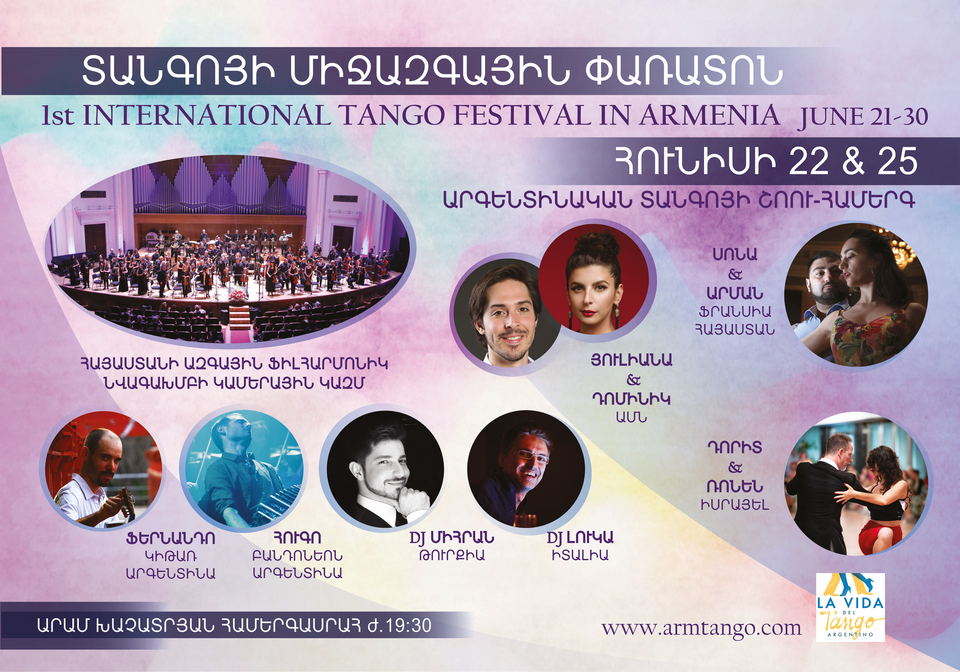 ՏԱՆԳՈՅԻ ՄԻՋԱԶԳԱՅԻՆ ՓԱՌԱՏՈՆ
1st INTERNATIONAL TANGO FESTIVAL IN ARMENIA JUNE 21-30
ՀՈՒՆԻՍԻ 22 & 25
ԱՐԳԵՆՏԻՆԱԿԱՆ ՏԱՆԳՈՅԻ ՇՈՈՒ-ՀԱՄԵՐԳ
ՍՈՆԱ
&
ԱՐՄԱՆ
ՖՐԱՆՍԻԱ
ՀԱՅԱՍՏԱՆ
ՀԱՅԱՍՏԱՆԻ ԱԶԳԱՅԻՆ ՖԻԼՀԱՐՄՈՆԻԿ
ՆՎԱԳԱԽՄԲԻ ԿԱՄԵՐԱՅԻՆ ԿԱԶՄ
ՅՈՒԼԻԱՆԱ
&
ԴՈՄԻՆԻԿ
ԱՄՆ
ԴՈՐԻՏ
&
ՌՈՆԵՆ
ԻՍՐԱՅԵԼ
ՖԵՐՆԱՆԴՈ
ԿԻԹԱՌ
ԱՐԳԵՆՏԻՆԱ
ՀՈՒԳՈ
ԲԱՆԴՈՆԵՈՆ
ԱՐԳԵՆՏԻՆԱ
DJ ՄԻՀՐԱՆ
ԹՈՒՐՔԻԱ
DJ ԼՈՒԿԱ
ԻՏԱԼԻԱ
ԱՐԱՄ ԽԱՉԱՏՐՅԱՆ ՀԱՄԵՐԳԱՍՐԱՀ Ժ.19:30
www.armtango.com
LA VIDA
Y DEL
Tango
ARGENTINO